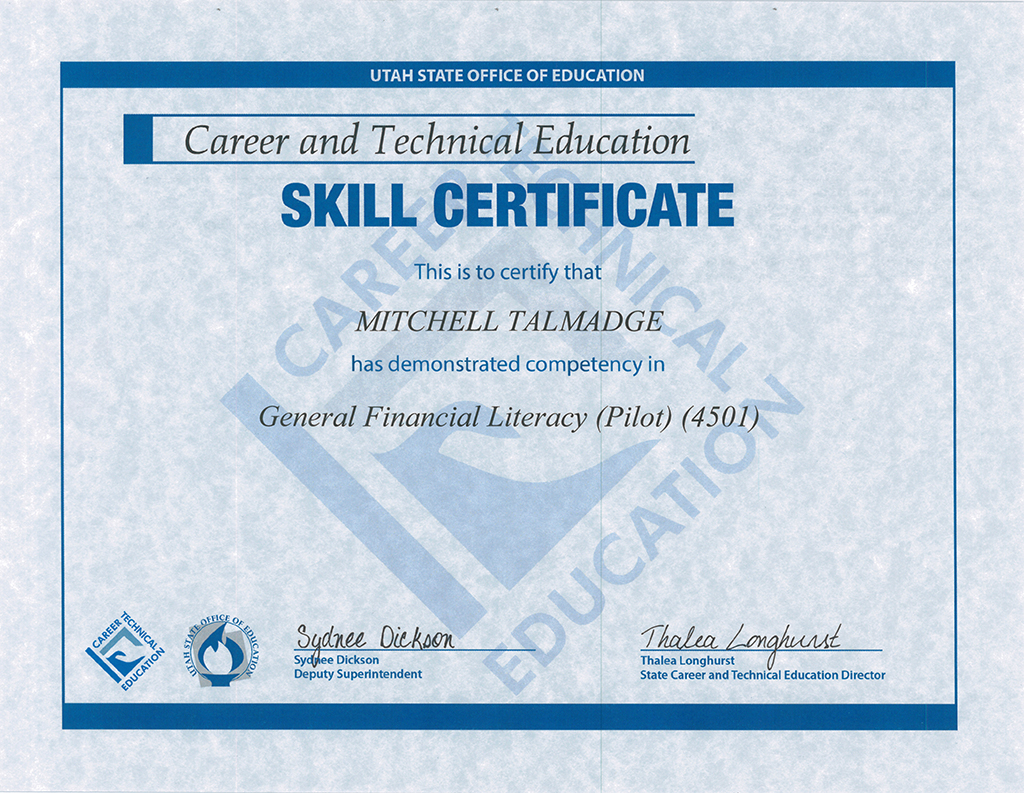 UTAH STATE OFFICE OF EDUCATION
Career and Technical Education
SKILL CERTIFICATE
This is to certify that
MITCHELL TALMADGE
has demonstrated competency in
General Financial Literacy (Pilot) (4501)
CAREER TECHNICAL
EDUCATION
CAREER TECHNICAL
EDUCATION
UTAH STATE OFFICE OF EDUCATION
Sydnee Dickson
Sydnee Dickson
Deputy Superintendent
Thalea Longhurst
Thalea Longhurst
State Career and Technical Education Director